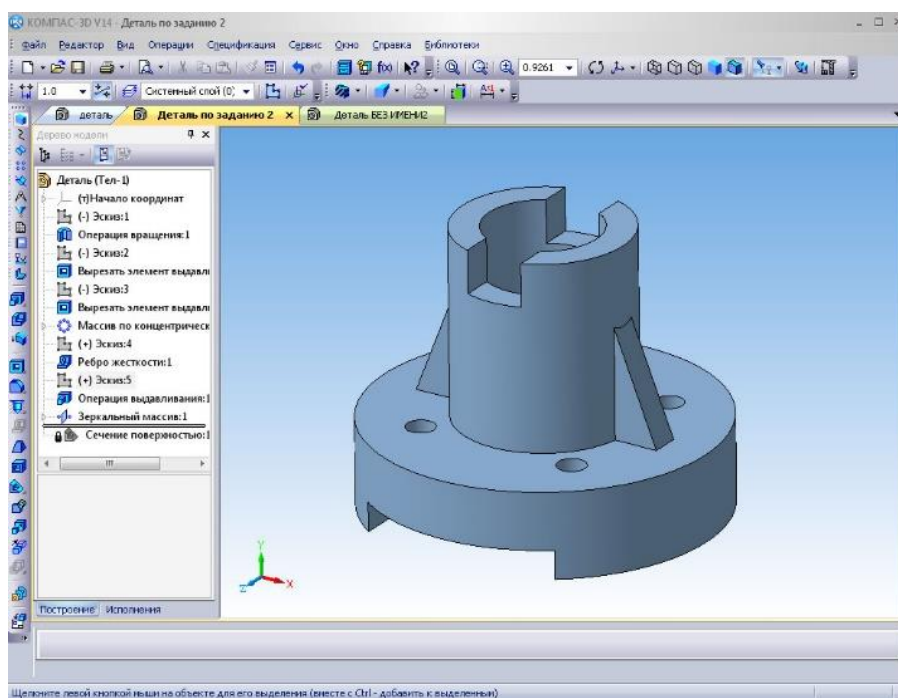 КОМПАС-3D V14 - Деталь по заданию 2
Файл Редактор Вид Операции Спецификация Сервис Окно Справка Библиотеки
0.9261
1.0 Системный слой (0)
деталь Деталь по заданию 2 Деталь БЕЗ ИМЕНИ2
Дерево модели
Деталь (Тел-1)
(т)Начало координат
(-) Эскиз:1
Операция вращения:1
(-) Эскиз:2
Вырезать элемент выдавли
(-) Эскиз:3
Вырезать элемент выдавли
Массив по концентрическ
(+) Эскиз:4
Ребро жесткости:1
(+) Эскиз:5
Операция выдавливания:1
Зеркальный массив:1
Сечение поверхностью:1
Y
Z X
Построение Исполнения
Щелкните левой кнопкой мыши на объекте для его выделения (вместе с Ctrl - добавить к выделенным)